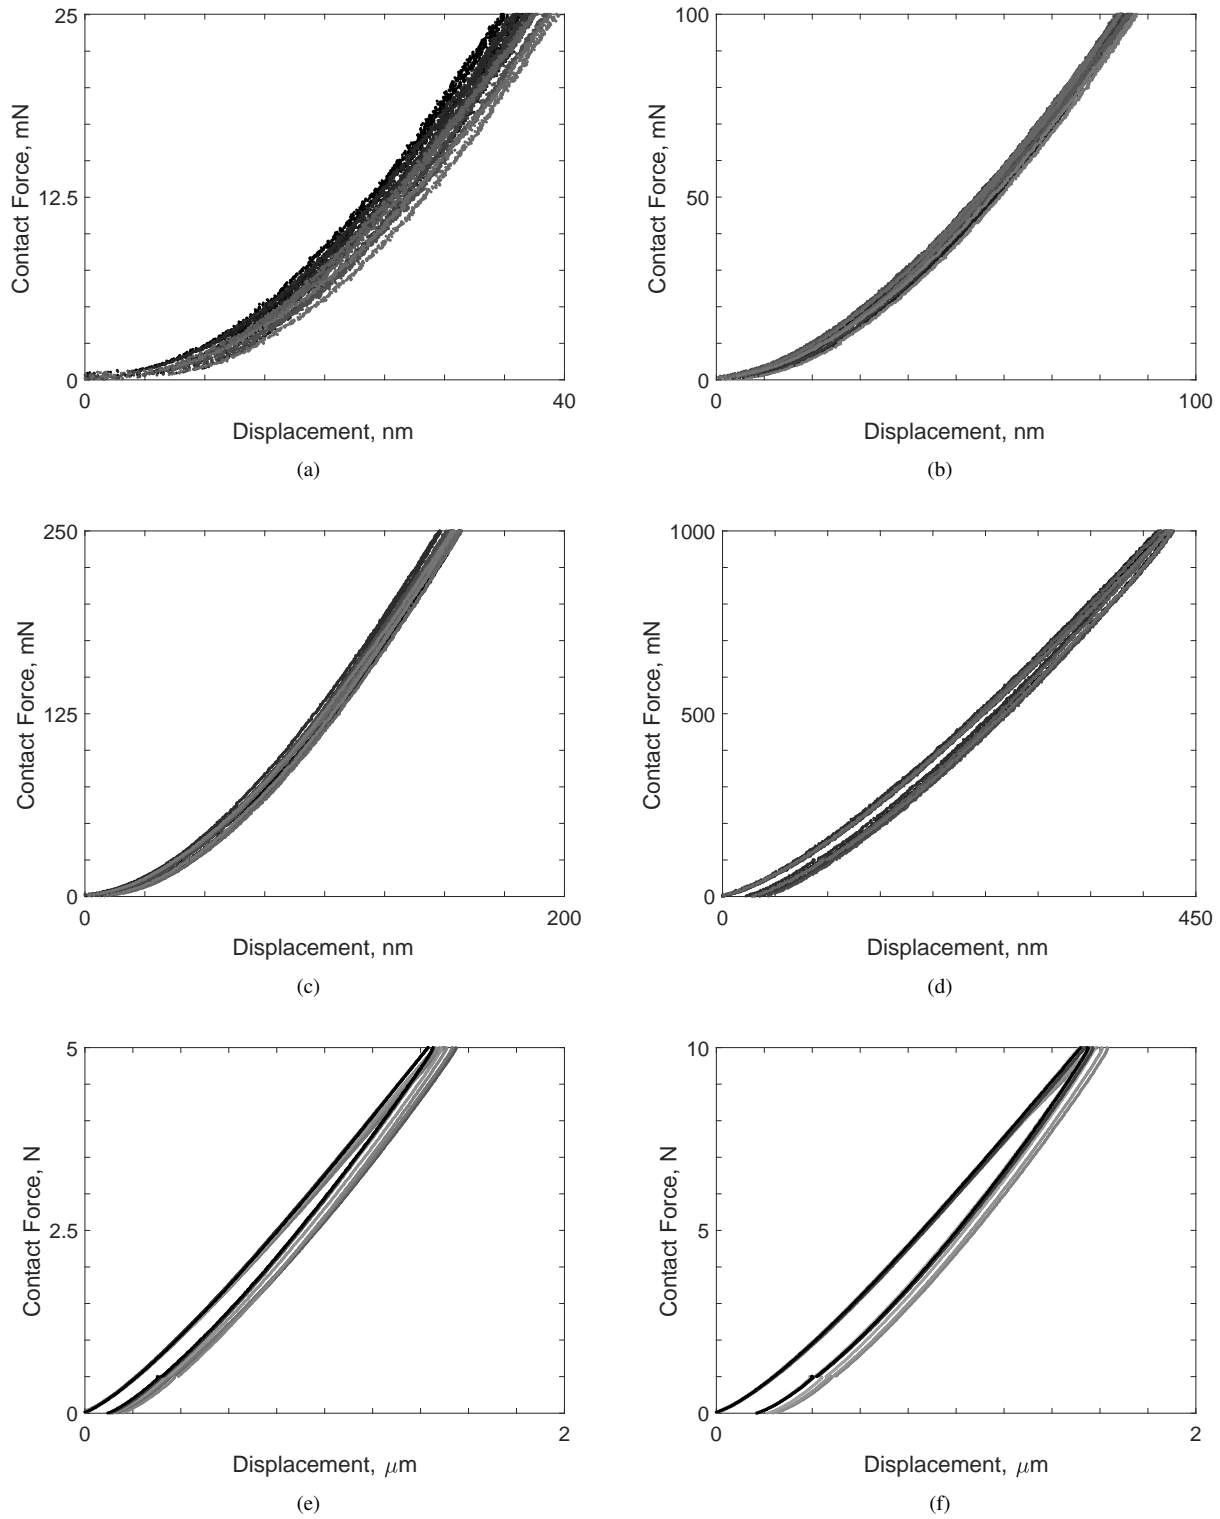 25
12.5
0
Contact Force, mN
0
40
Displacement, nm
(a)
100
50
0
Contact Force, mN
0
100
Displacement, nm
(b)
250
125
0
Contact Force, mN
0
200
Displacement, nm
(c)
1000
500
0
Contact Force, mN
0
450
Displacement, nm
(d)
5
2.5
0
Contact Force, N
0
2
Displacement, μm
(e)
10
5
0
Contact Force, N
0
2
Displacement, μm
(f)